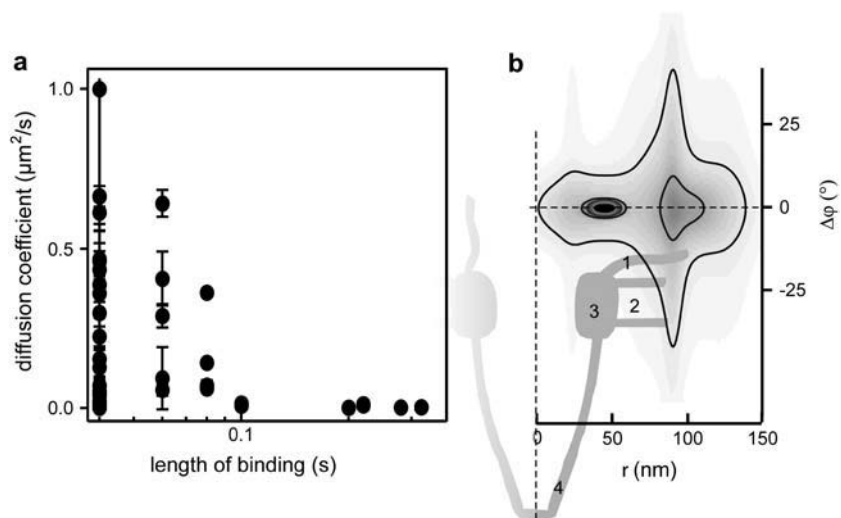 a
b
1.0
0.5
0.0
diffusion coefficient (μm²/s)
0.1
length of binding (s)
25
0
-25
Δφ (°)
1
2
3
4
0
50
100
150
r (nm)